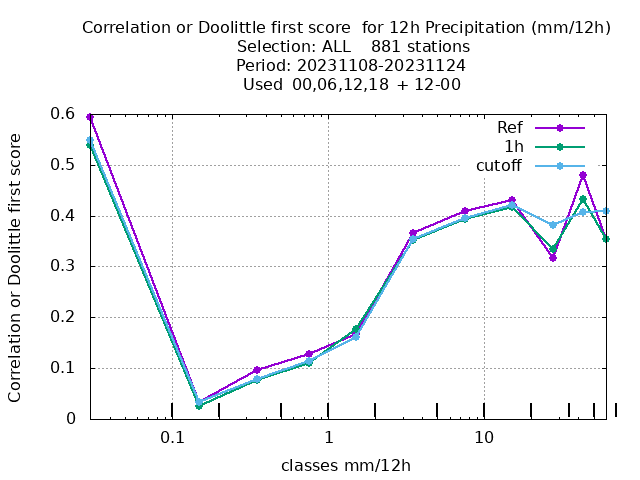 Correlation or Doolittle first score  for 12h Precipitation (mm/12h)
Selection: ALL    881 stations
Period: 20231108-20231124
Used  00,06,12,18  + 12-00
Correlation or Doolittle first score
0.6
0.5
0.4
0.3
0.2
0.1
0
Ref
1h
cutoff
0.1
1
10
classes mm/12h